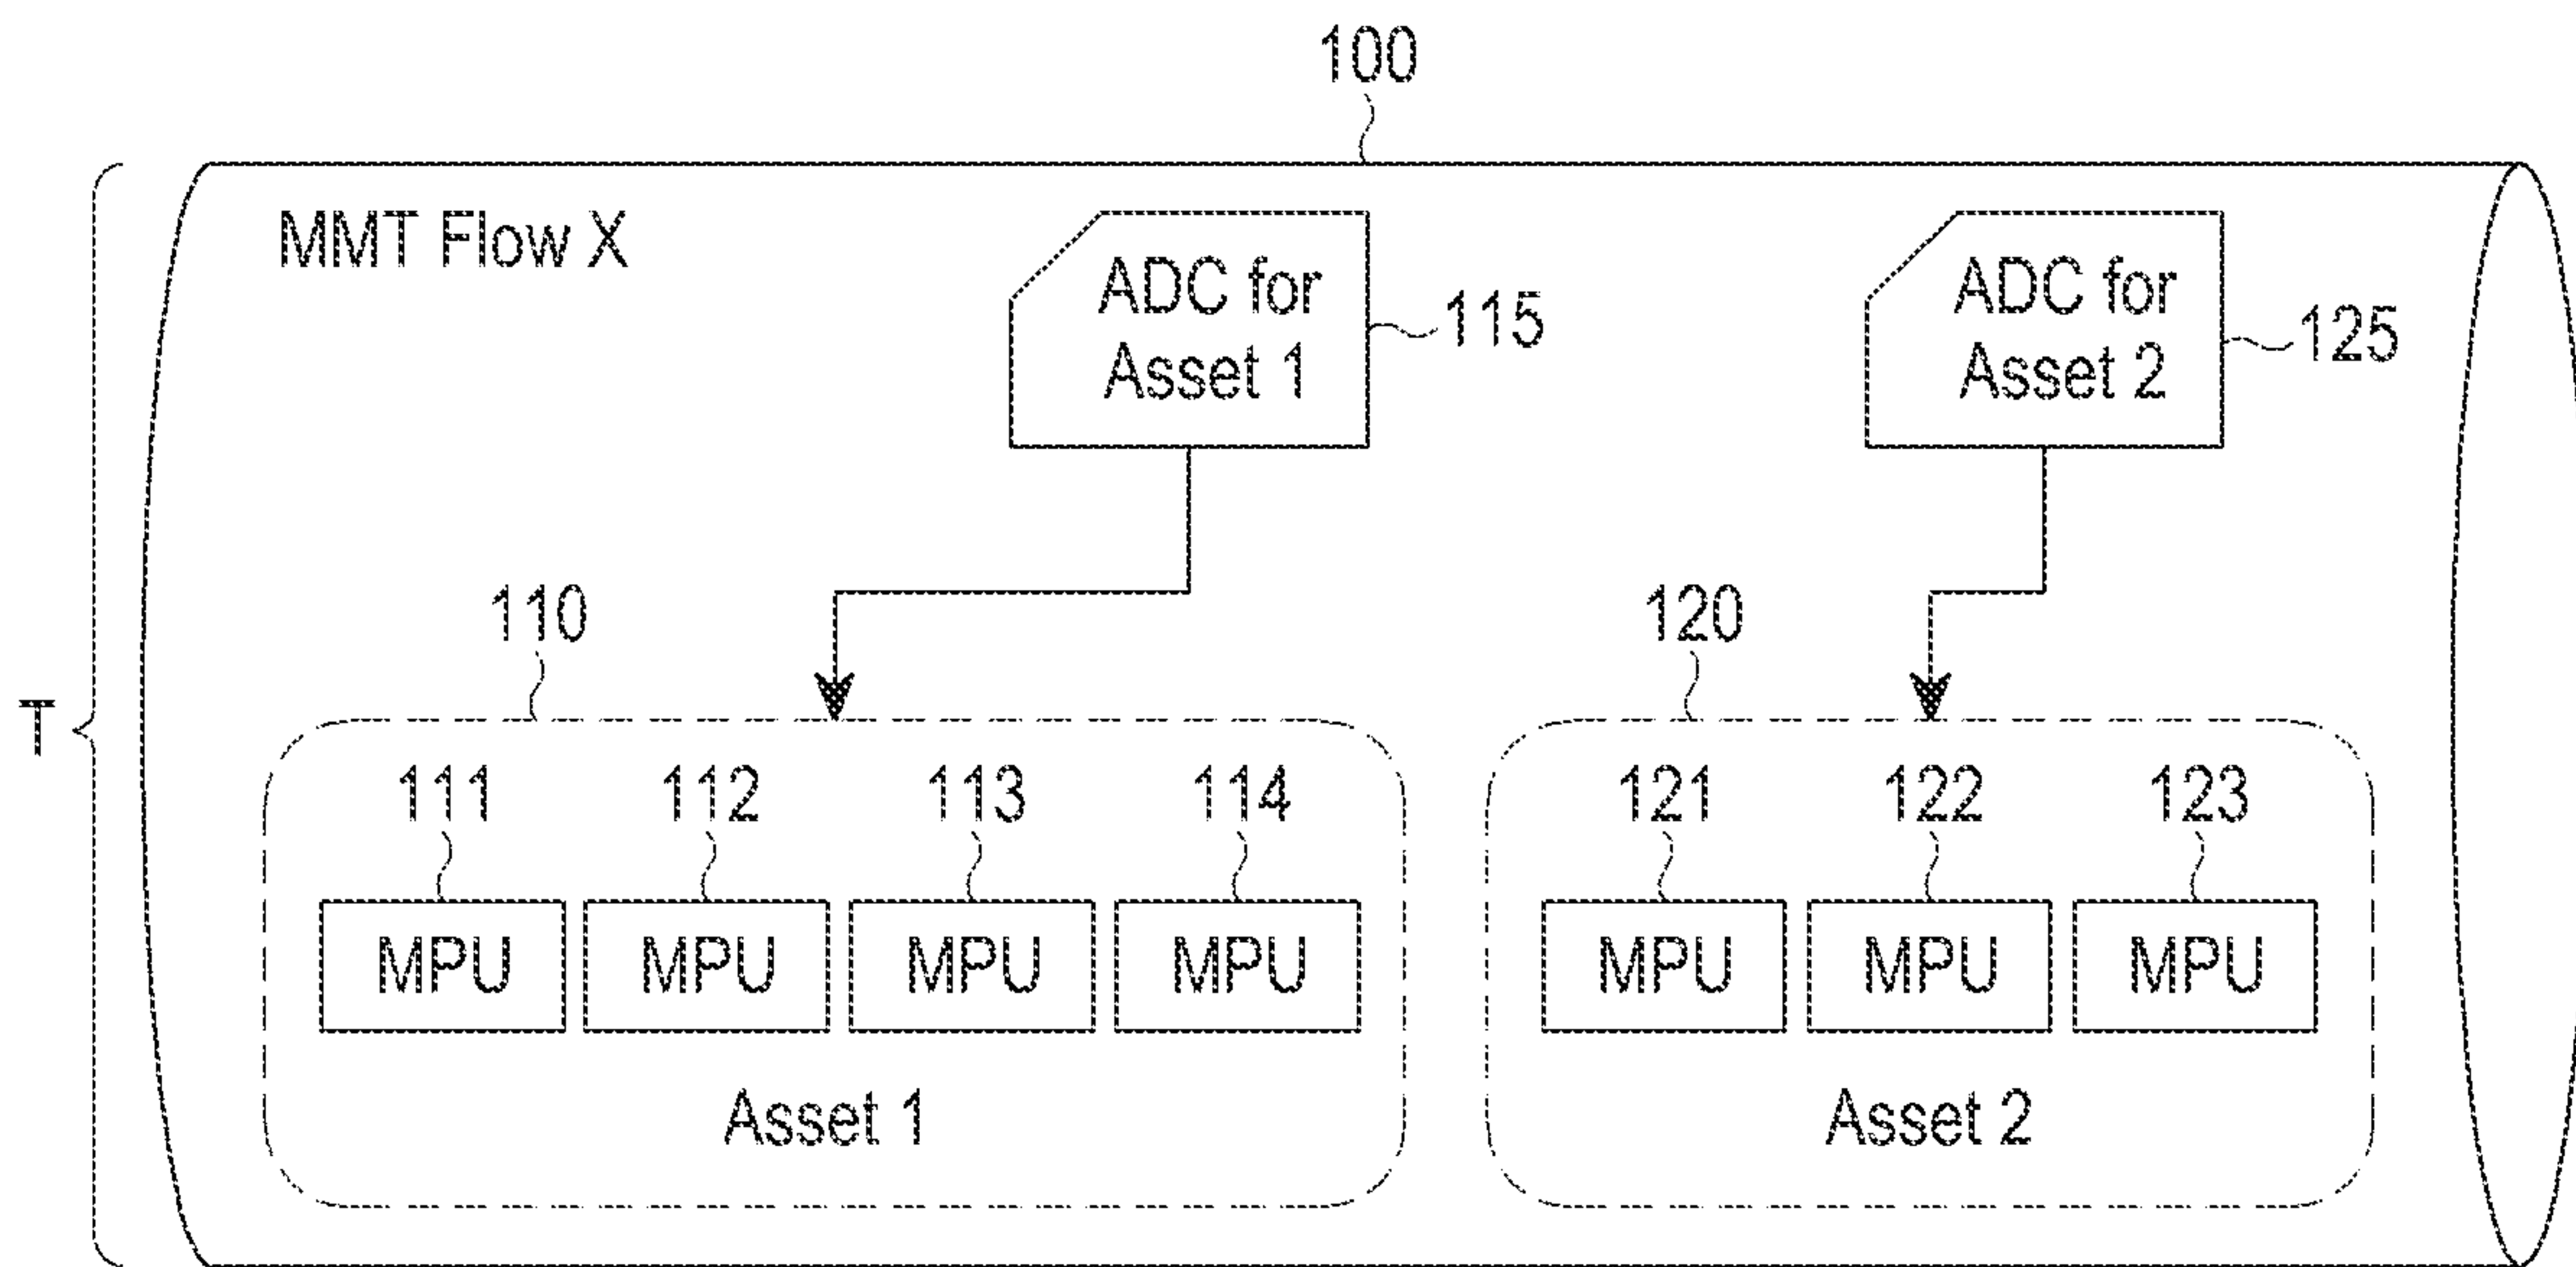 100
MMT Flow X
ADC for
Asset 1
115
ADC for
Asset 2
125
T
110
120
111 112 113 114
121 122 123
MPU MPU MPU MPU
MPU MPU MPU
Asset 1
Asset 2